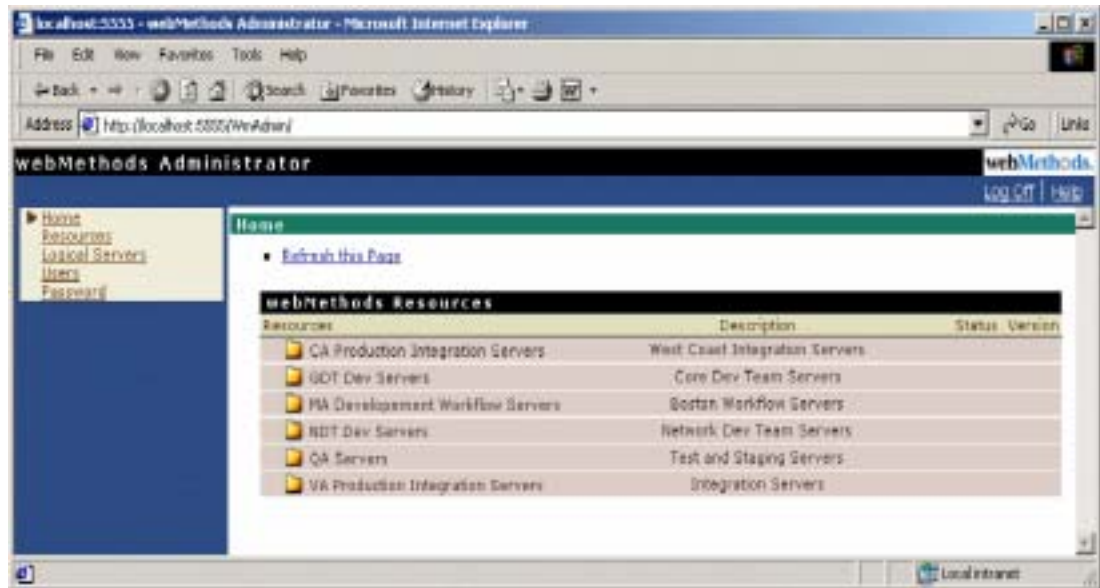 localhost:5555 - webMethods Administrator - Microsoft Internet Explorer
File Edit View Favorites Tools Help
Back Search Favorites History
Address http://localhost:5555/WmAdmin/ Go Links
webMethods Administrator webMethods.
Log Off | Help
Home
Resources
Logical Servers
Users
Password
Home
Refresh this Page
webMethods Resources
Resources Description Status Version
CA Production Integration Servers West Coast Integration Servers
GDT Dev Servers Core Dev Team Servers
MA Developement Workflow Servers Boston Workflow Servers
NDT Dev Servers Network Dev Team Servers
QA Servers Test and Staging Servers
VA Production Integration Servers Integration Servers
Local intranet